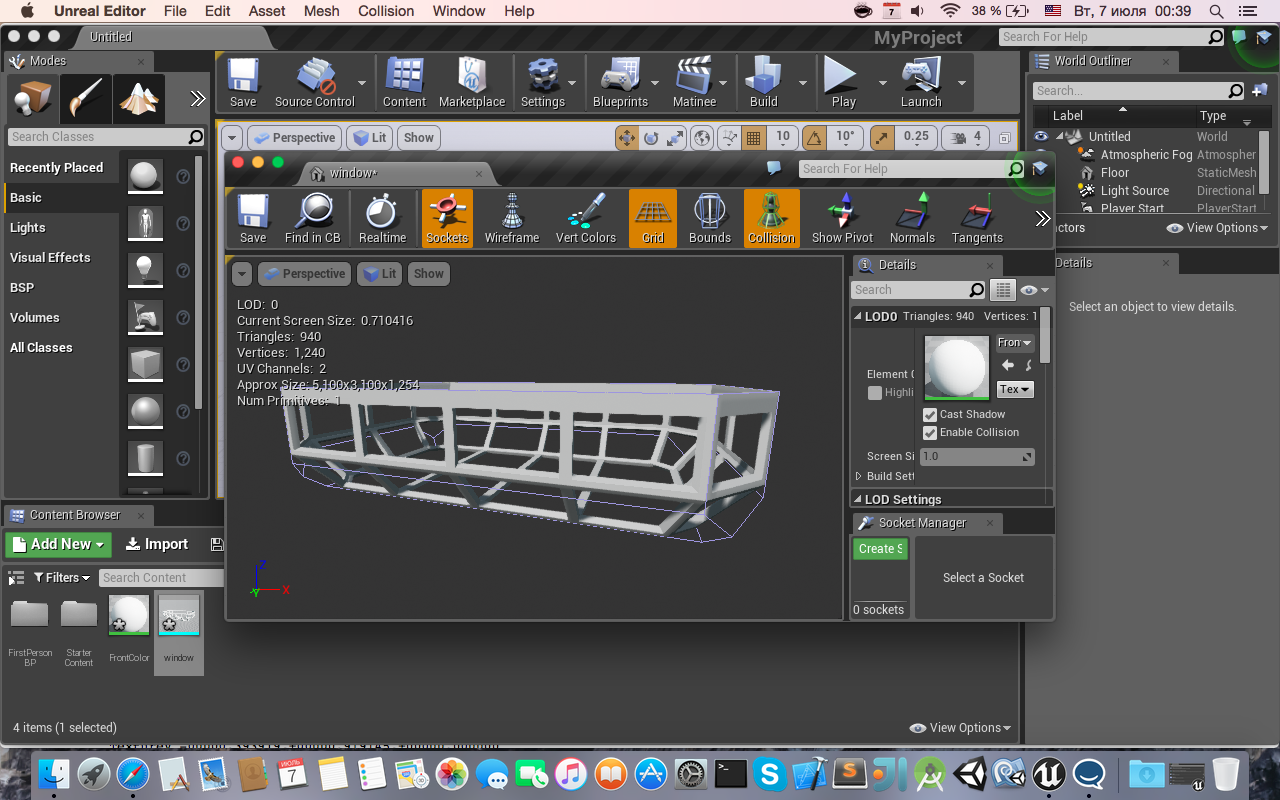 Unreal Editor File Edit Asset Mesh Collision Window Help 7 38 % Вт, 7 июля 00:39
Untitled MyProject Search For Help
Modes × World Outliner ×
Save Source Control Content Marketplace Settings Blueprints Matinee Build Play Launch
Search... 
Label Type
Search Classes
Perspective Lit Show 10 10° 0.25 4
Untitled World
Atmospheric Fog Atmospher
Floor StaticMesh
Light Source Directional
Player Start PlayerStart
ctors View Options
Recently Placed
Basic
Lights
Visual Effects
BSP
Volumes
All Classes
window* × Search For Help
Save Find in CB Realtime Sockets Wireframe Vert Colors Grid Bounds Collision Show Pivot Normals Tangents
Perspective Lit Show
LOD: 0
Current Screen Size: 0.710416
Triangles: 940
Vertices: 1,240
UV Channels: 2
Approx Size: 5,100x3,100x1,254
Num Primitives: 1
Z
Y
X
Details ×
Search
LOD0 Triangles: 940 Vertices: 1
Fron
Element
Highli
Tex
Cast Shadow
Enable Collision
Screen Si 1.0
Build Sett
LOD Settings
Socket Manager ×
Create S
Select a Socket
0 sockets
Details ×
Select an object to view details.
Content Browser ×
Add New Import
Filters Search Content
FirstPerson
BP
Starter
Content
FrontColor
window
4 items (1 selected) View Options
ИЮЛЬ
7